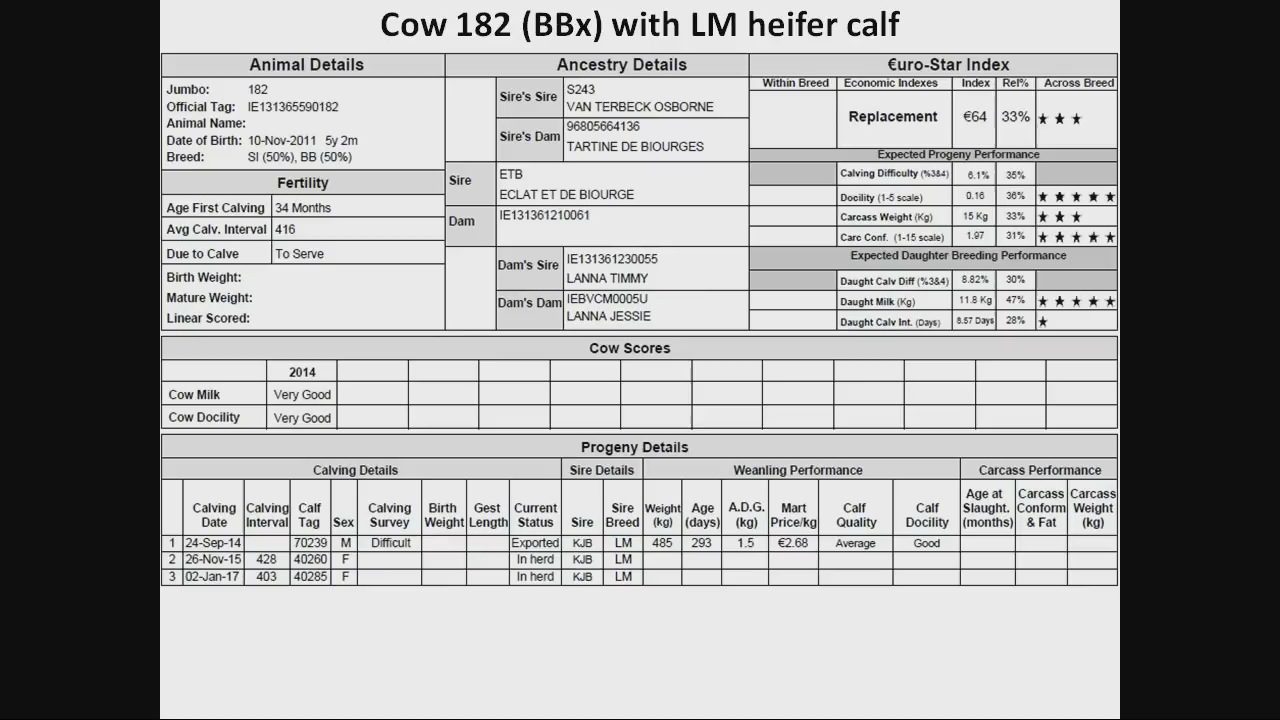 Cow 182 (BBx) with LM heifer calf
Animal Details
Jumbo: 182
Official Tag: IE131365590182
Animal Name:
Date of Birth: 10-Nov-2011 5y 2m
Breed: SI (50%), BB (50%)
Fertility
Age First Calving 34 Months
Avg Calv. Interval 416
Due to Calve To Serve
Birth Weight:
Mature Weight:
Linear Scored:
Ancestry Details
Sire's Sire S243
VAN TERBECK OSBORNE
Sire's Dam 96805664136
TARTINE DE BIOURGES
Sire ETB
ECLAT ET DE BIOURGE
Dam IE131361210061
Dam's Sire IE131361230055
LANNA TIMMY
Dam's Dam IEBVCM0005U
LANNA JESSIE
€uro-Star Index
Within Breed Economic Indexes Index Rel% Across Breed
Replacement €64 33% ★ ★ ★
Expected Progeny Performance
Calving Difficulty (%3&4) 6.1% 35%
Docility (1-5 scale) 0.16 36% ★ ★ ★ ★ ★
Carcass Weight (Kg) 15 Kg 33% ★ ★ ★
Carc Conf. (1-15 scale) 1.97 31% ★ ★ ★ ★ ★
Expected Daughter Breeding Performance
Daught Calv Diff (%3&4) 8.82% 30%
Daught Milk (Kg) 11.8 Kg 47% ★ ★ ★ ★ ★
Daught Calv Int. (Days) 6.57 Days 28% ★
Cow Scores
2014
Cow Milk Very Good
Cow Docility Very Good
Progeny Details
Calving Details Sire Details Weanling Performance Carcass Performance
Calving Date Calving Interval Calf Tag Sex Calving Survey Birth Weight Gest Length Current Status Sire Sire Breed Weight (kg) Age (days) A.D.G. (kg) Mart Price/kg Calf Quality Calf Docility Age at Slaught. (months) Carcass Conform & Fat Carcass Weight (kg)
1 24-Sep-14 70239 M Difficult Exported KJB LM 485 293 1.5 €2.68 Average Good
2 26-Nov-15 428 40260 F In herd KJB LM
3 02-Jan-17 403 40285 F In herd KJB LM